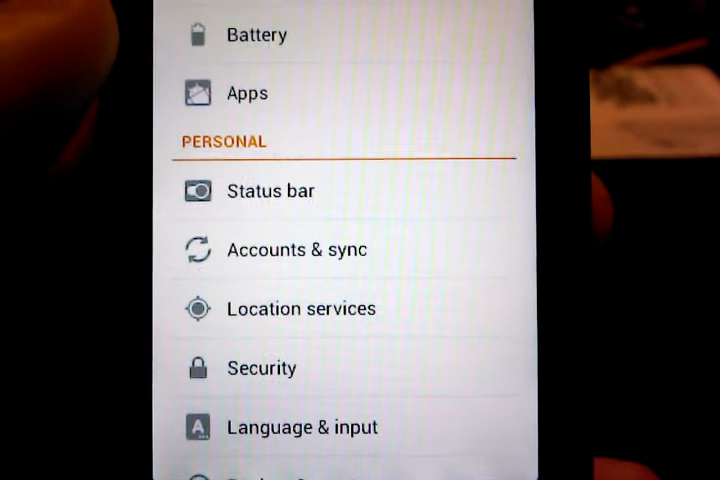 Battery
Apps
PERSONAL
Status bar
Accounts & sync
Location services
Security
Language & input